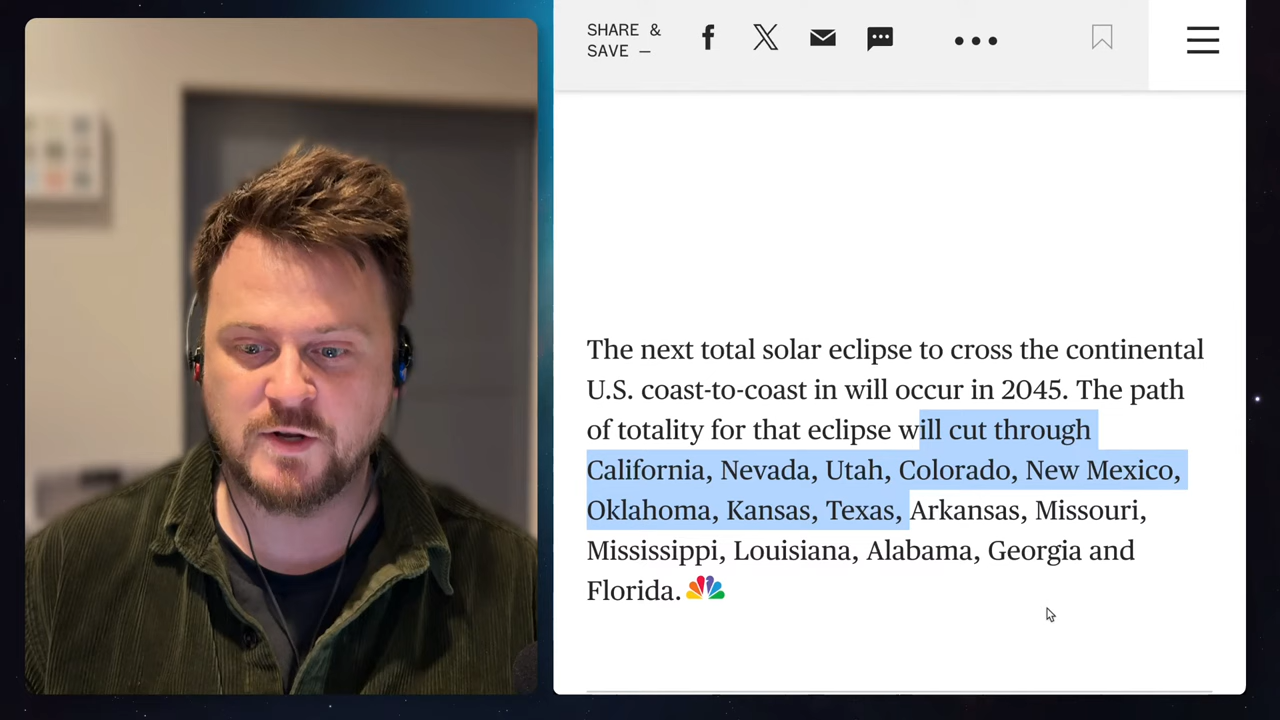 SHARE &
SAVE —
The next total solar eclipse to cross the continental
U.S. coast-to-coast in will occur in 2045. The path
of totality for that eclipse will cut through
California, Nevada, Utah, Colorado, New Mexico,
Oklahoma, Kansas, Texas, Arkansas, Missouri,
Mississippi, Louisiana, Alabama, Georgia and
Florida.